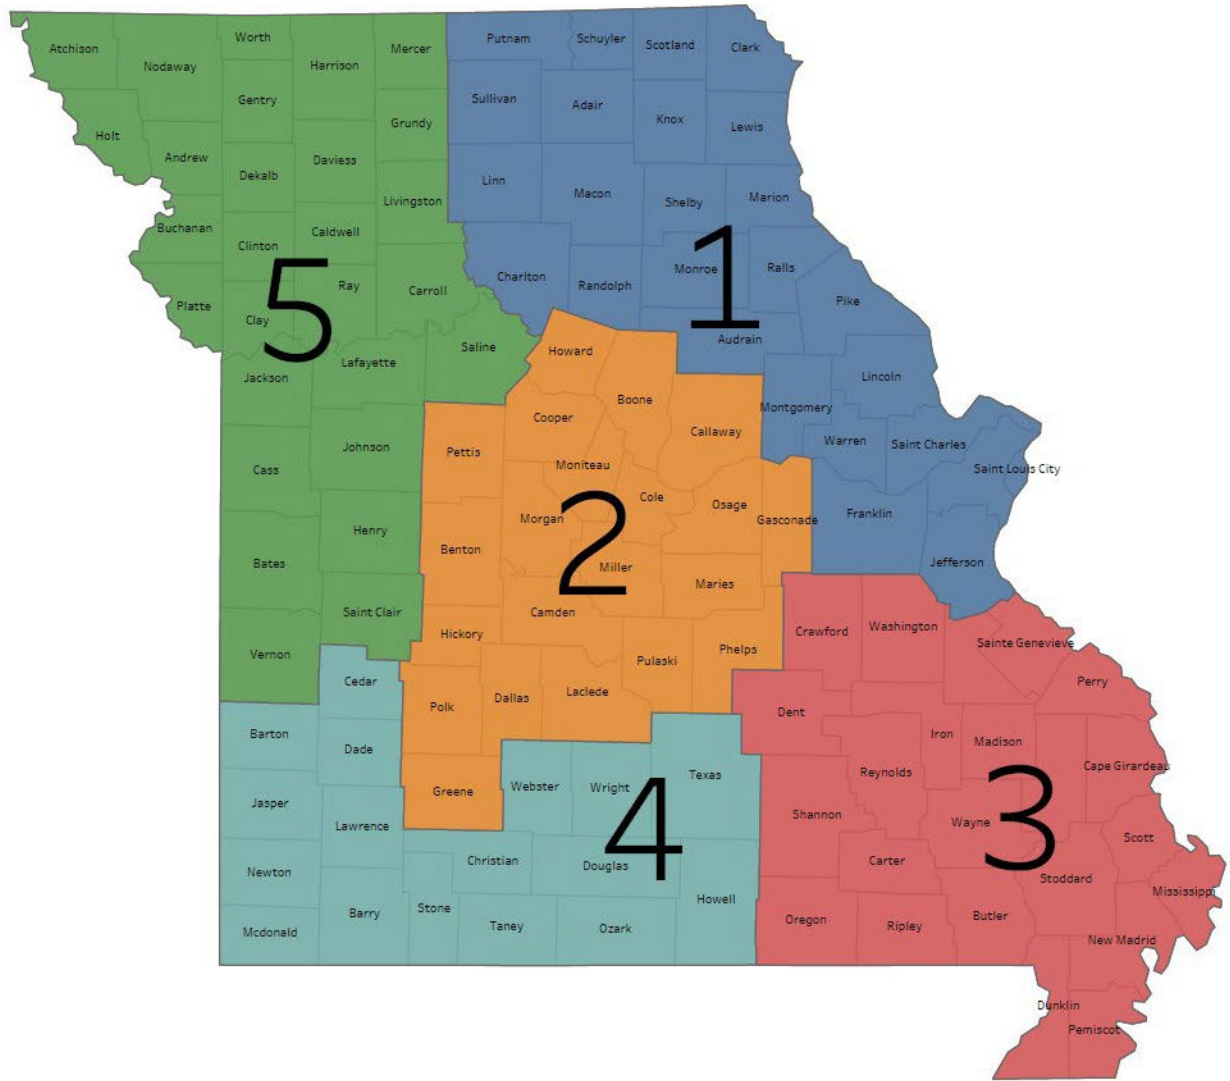 Atchison
Nodaway
Worth
Harrison
Mercer
Putnam
Schuyler
Scotland
Clark
Gentry
Sullivan
Adair
Knox
Lewis
Holt
Andrew
Dekalb
Daviess
Grundy
Linn
Macon
Shelby
Marion
Livingston
Buchanan
Clinton
Caldwell
Chariton
Randolph
Monroe
Ralls
1
Platte
Clay
Ray
5
Carroll
Pike
Audrain
Jackson
Lafayette
Saline
Howard
Boone
Lincoln
Cooper
Callaway
Montgomery
Warren
Saint Charles
Saint Louis City
Cass
Johnson
Pettis
Moniteau
Cole
Osage
Gasconade
Franklin
Henry
Morgan
2
Bates
Benton
Miller
Maries
Jefferson
Saint Clair
Camden
Hickory
Vernon
Pulaski
Phelps
Crawford
Washington
Sainte Genevieve
Cedar
Polk
Dallas
Laclede
Dent
Perry
Barton
Dade
Iron
Madison
Greene
Webster
Wright
Texas
Reynolds
Cape Girardeau
Jasper
Lawrence
4
Shannon
Wayne
3
Scott
Newton
Christian
Douglas
Carter
Stoddard
Mississippi
Mcdonald
Barry
Stone
Taney
Ozark
Howell
Oregon
Ripley
Butler
New Madrid
Dunklin
Pemiscot